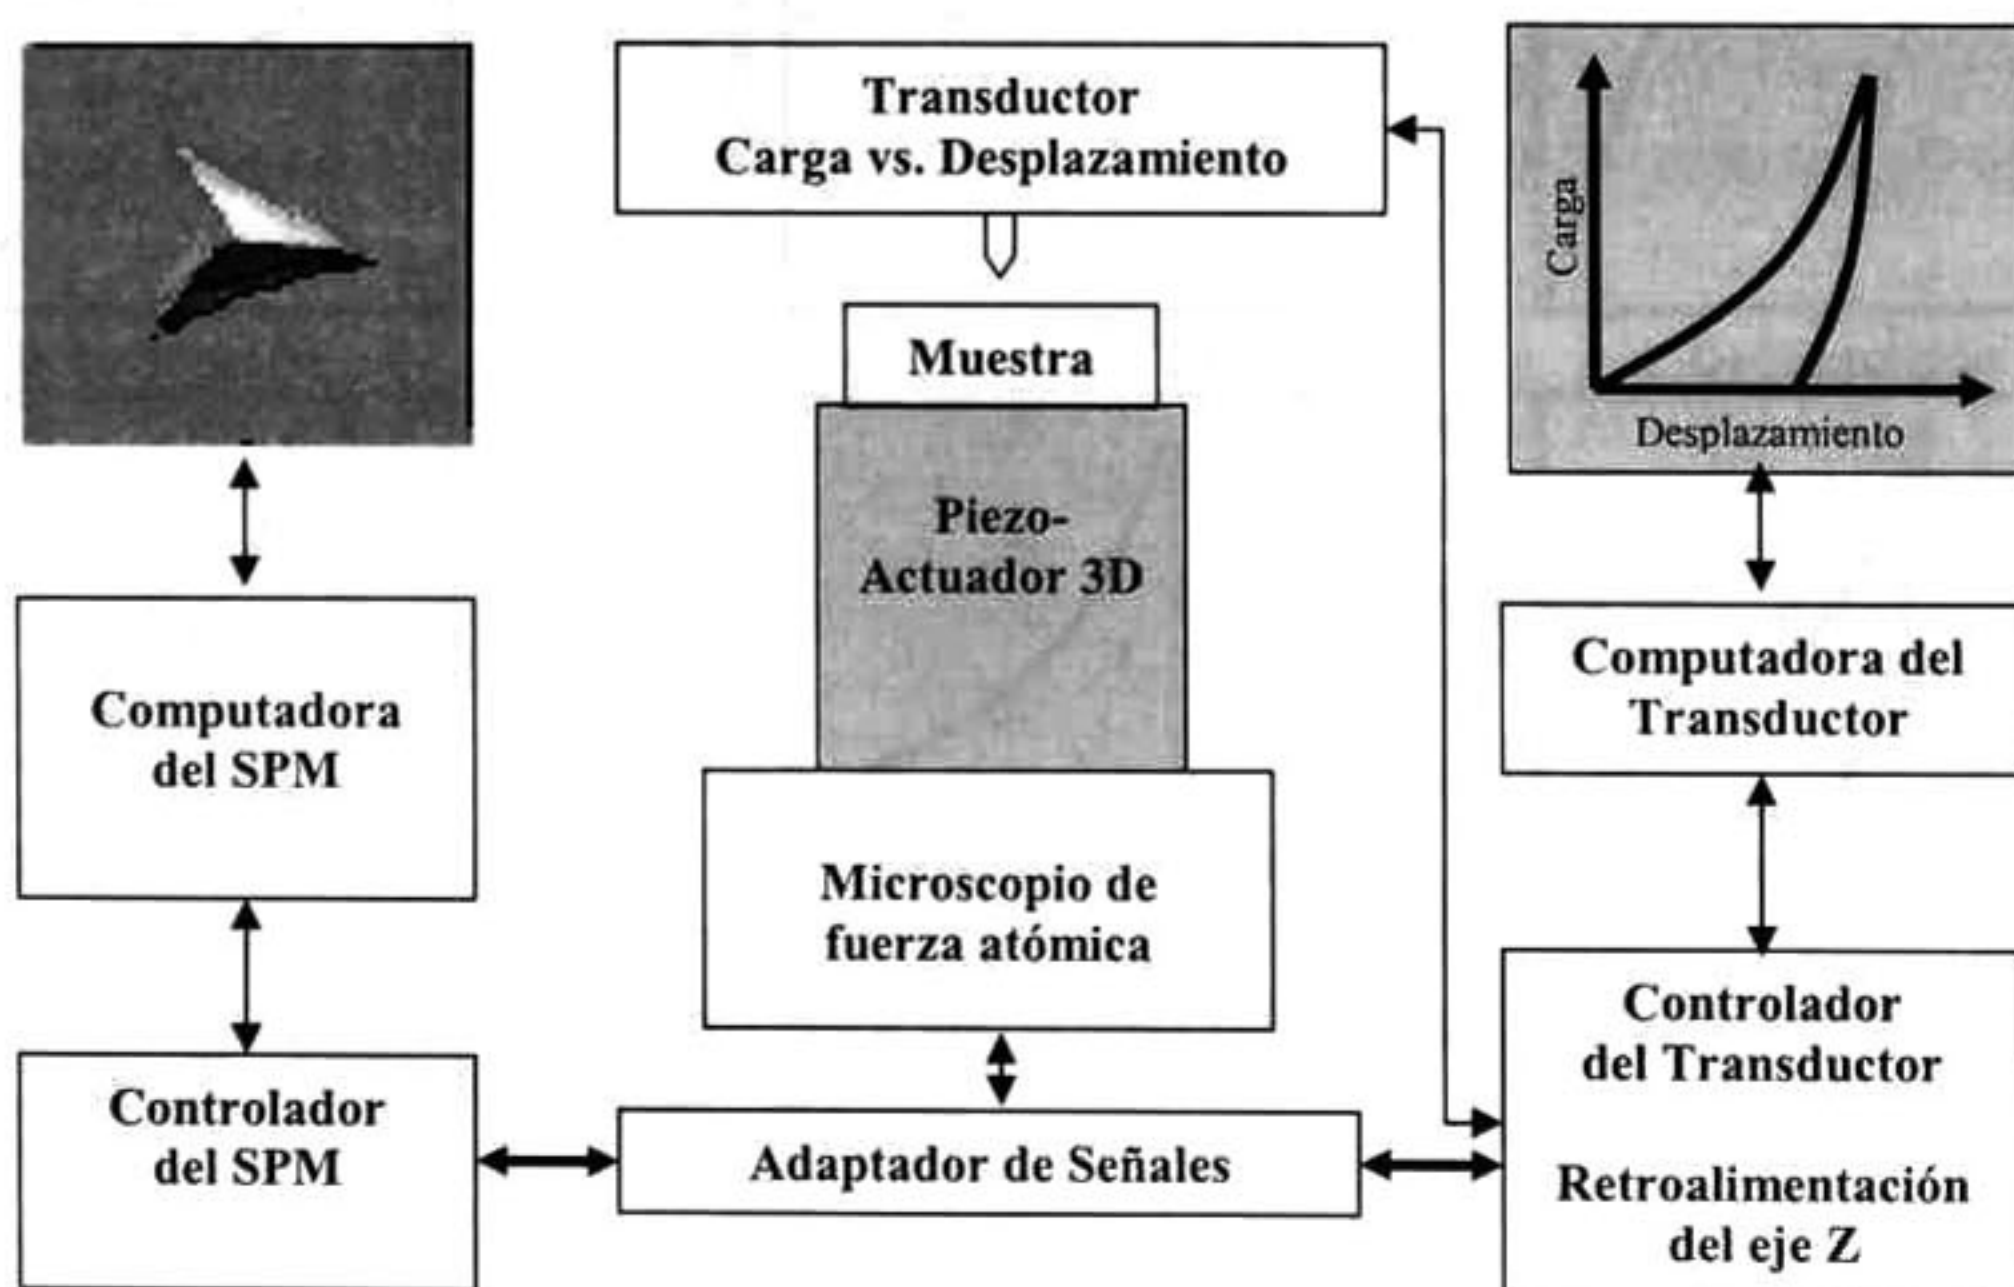 Transductor
Carga vs. Desplazamiento
Carga
Desplazamiento
Muestra
Piezo-
Actuador 3D
Computadora
del SPM
Computadora del
Transductor
Microscopio de
fuerza atómica
Controlador
del SPM
Adaptador de Señales
Controlador
del Transductor
Retroalimentación
del eje Z